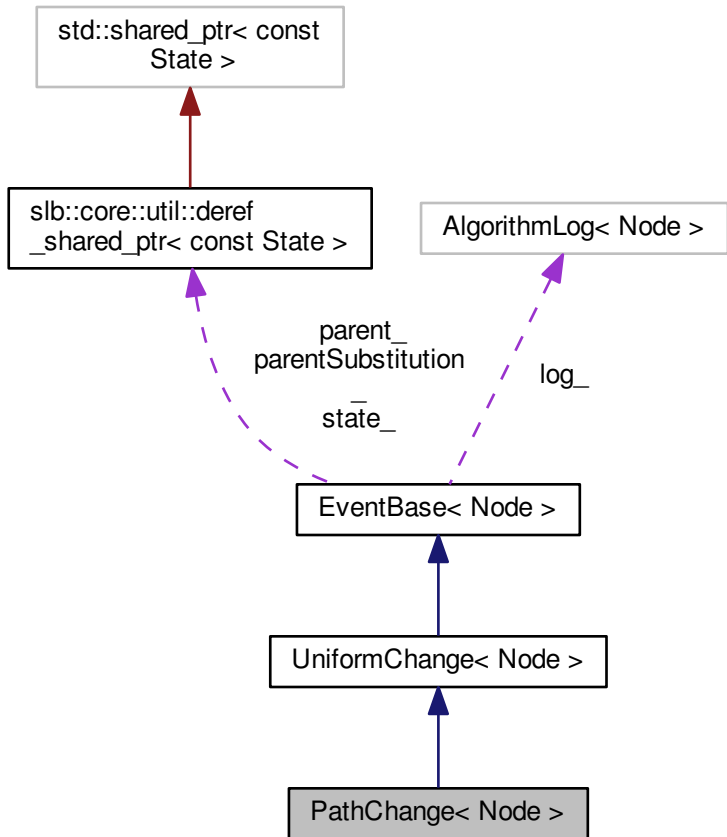 std::shared_ptr< const
State >
slb::core::util::deref
_shared_ptr< const State >
AlgorithmLog< Node >
parent_
parentSubstitution
_
state_
log_
EventBase< Node >
UniformChange< Node >
PathChange< Node >